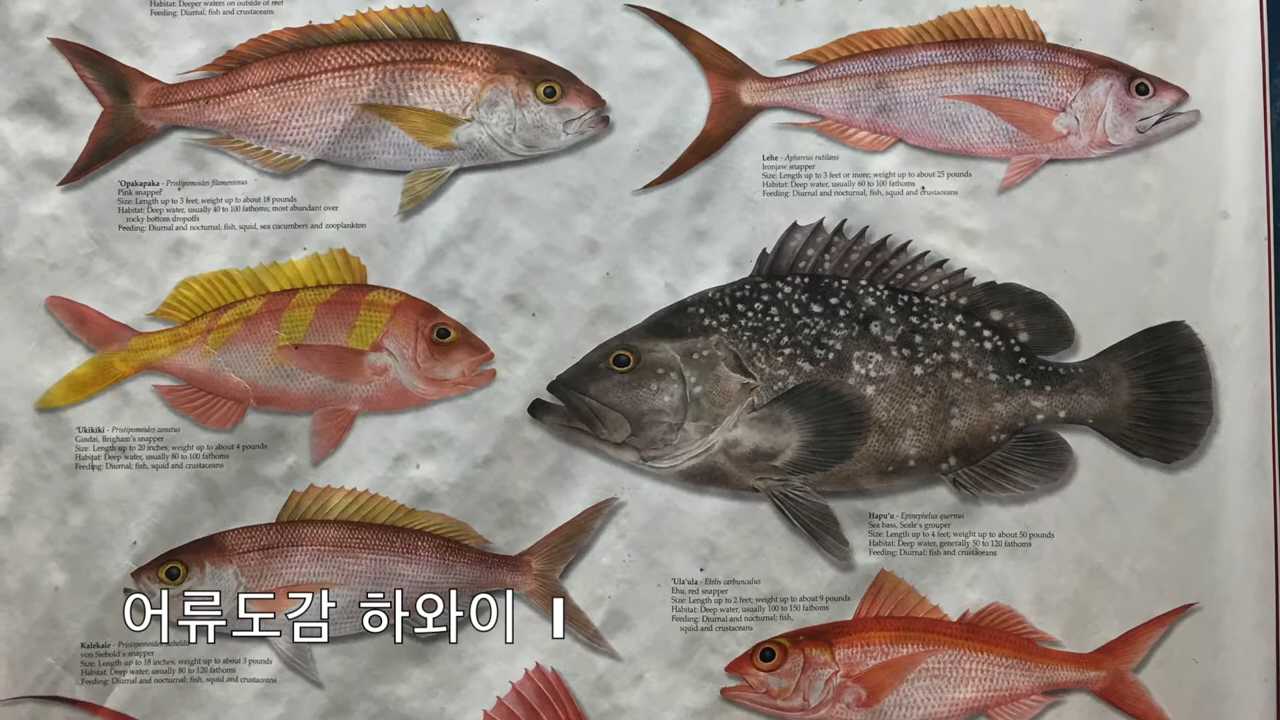 Habitat: Deeper waters on outside of reef
Feeding: Diurnal; fish and crustaceans
'Opakapaka - Pristipomoides filamentosus
Pink snapper
Size: Length up to 3 feet; weight up to about 18 pounds
Habitat: Deep water, usually 40 to 100 fathoms; most abundant over
rocky bottom dropoffs
Feeding: Diurnal and nocturnal; fish, squid, sea cucumbers and zooplankton
Lehe - Aphareus rutilans
Ironjaw snapper
Size: Length up to 3 feet or more; weight up to about 25 pounds
Habitat: Deep water, usually 60 to 100 fathoms
Feeding: Diurnal and nocturnal; fish, squid and crustaceans
'Ukikiki - Pristipomoides zonatus
Gindai, Brigham's snapper
Size: Length up to 20 inches; weight up to about 4 pounds
Habitat: Deep water, usually 80 to 100 fathoms
Feeding: Diurnal; fish, squid and crustaceans
Hapu'u - Epinephelus quernus
Sea bass, Seale's grouper
Size: Length up to 4 feet; weight up to about 50 pounds
Habitat: Deep water, generally 50 to 120 fathoms
Feeding: Diurnal; fish and crustaceans
'Ula'ula - Etelis carbunculus
Ehu, red snapper
Size: Length up to 2 feet; weight up to about 9 pounds
Habitat: Deep water, usually 100 to 150 fathoms
Feeding: Diurnal and nocturnal; fish,
squid and crustaceans
어류도감 하와이 I
Kalekale - Pristipomoides sieboldii
von Siebold's snapper
Size: Length up to 18 inches; weight up to about 3 pounds
Habitat: Deep water, usually 80 to 120 fathoms
Feeding: Diurnal and nocturnal; fish, squid and crustaceans